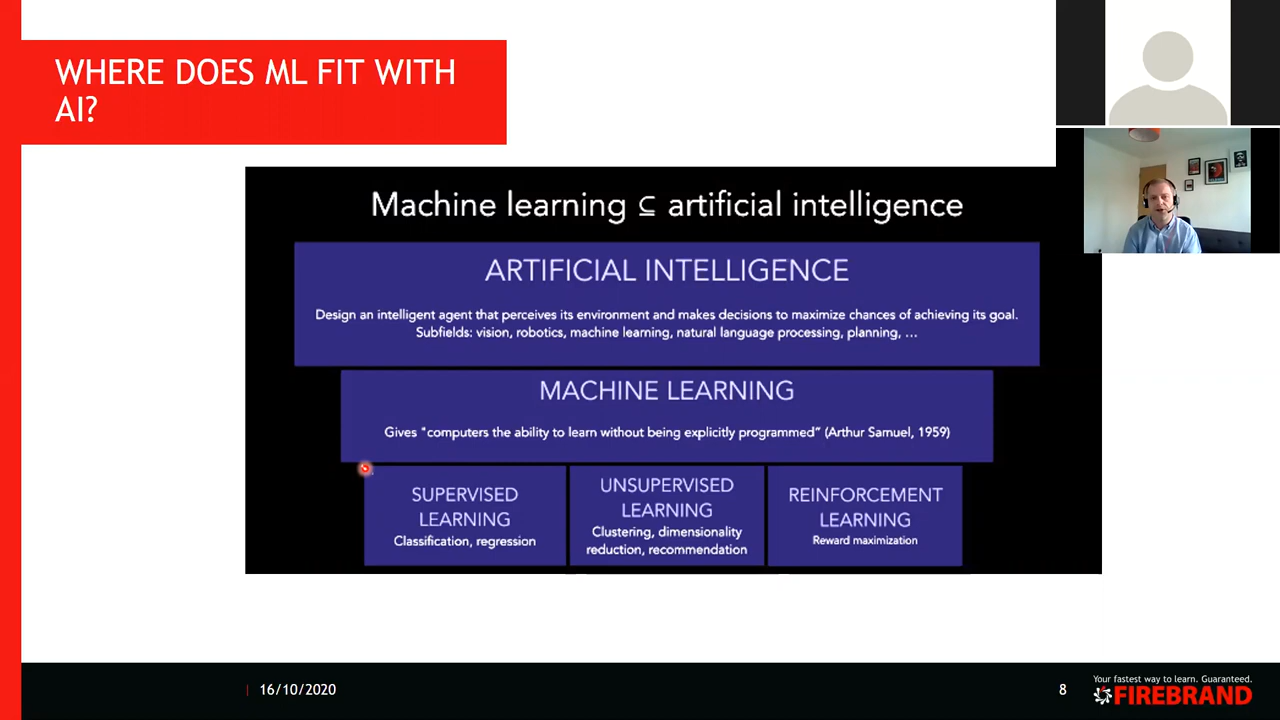 WHERE DOES ML FIT WITH
AI?
Machine learning ⊆ artificial intelligence
ARTIFICIAL INTELLIGENCE
Design an intelligent agent that perceives its environment and makes decisions to maximize chances of achieving its goal.
Subfields: vision, robotics, machine learning, natural language processing, planning, ...
MACHINE LEARNING
Gives "computers the ability to learn without being explicitly programmed" (Arthur Samuel, 1959)
SUPERVISED
LEARNING
Classification, regression
UNSUPERVISED
LEARNING
Clustering, dimensionality
reduction, recommendation
REINFORCEMENT
LEARNING
Reward maximization
16/10/2020
8
Your fastest way to learn. Guaranteed.
FIREBRAND